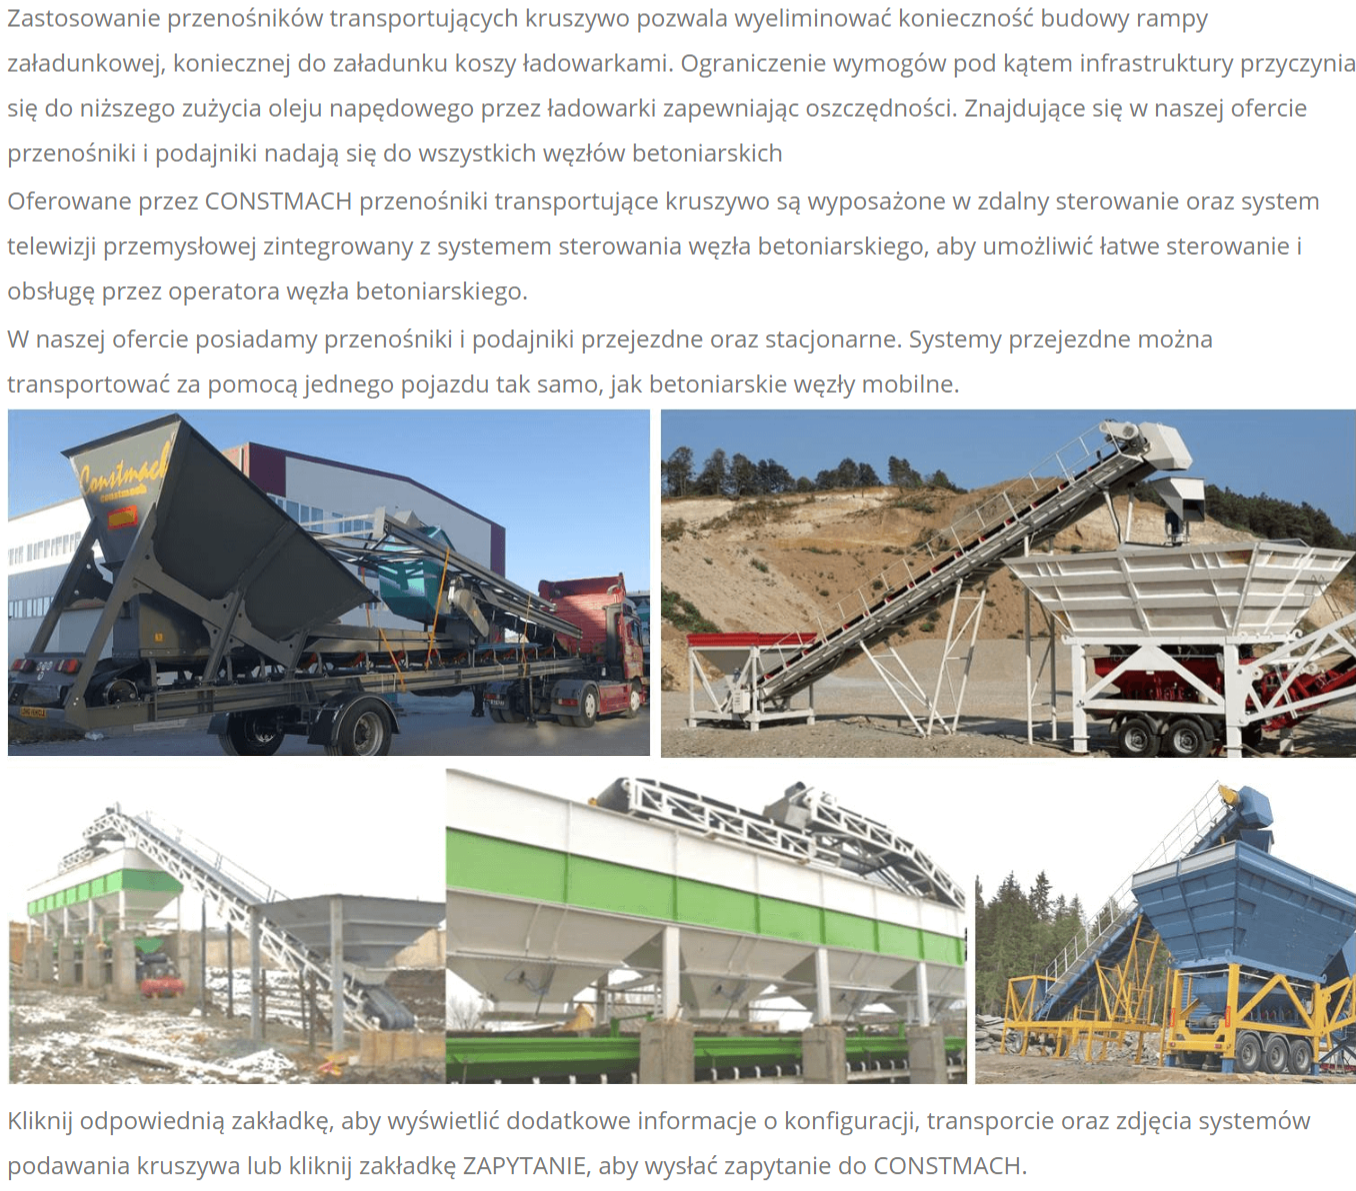 Zastosowanie przenośników transportujących kruszywo pozwala wyeliminować konieczność budowy rampy
załadunkowej, koniecznej do załadunku koszy ładowarkami. Ograniczenie wymogów pod kątem infrastruktury przyczynia
się do niższego zużycia oleju napędowego przez ładowarki zapewniając oszczędności. Znajdujące się w naszej ofercie
przenośniki i podajniki nadają się do wszystkich węzłów betoniarskich
Oferowane przez CONSTMACH przenośniki transportujące kruszywo są wyposażone w zdalny sterowanie oraz system
telewizji przemysłowej zintegrowany z systemem sterowania węzła betoniarskiego, aby umożliwić łatwe sterowanie i
obsługę przez operatora węzła betoniarskiego.
W naszej ofercie posiadamy przenośniki i podajniki przejezdne oraz stacjonarne. Systemy przejezdne można
transportować za pomocą jednego pojazdu tak samo, jak betoniarskie węzły mobilne.
Constmach
constmach
Kliknij odpowiednią zakładkę, aby wyświetlić dodatkowe informacje o konfiguracji, transporcie oraz zdjęcia systemów
podawania kruszywa lub kliknij zakładkę ZAPYTANIE, aby wysłać zapytanie do CONSTMACH.